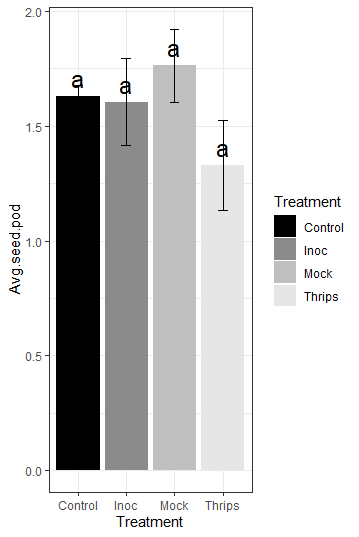 2.0
1.5
1.0
0.5
0.0
Avg.seed.pod
a
a
a
a
Control Inoc Mock Thrips
Treatment
Treatment
Control
Inoc
Mock
Thrips